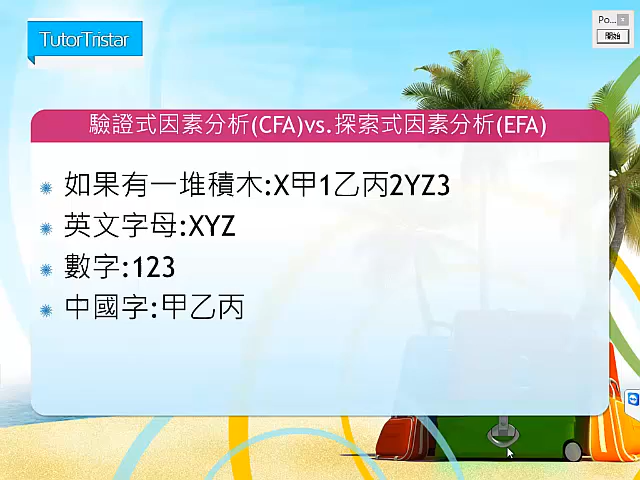 TutorTristar
Po...
開始
驗證式因素分析(CFA)vs.探索式因素分析(EFA)
如果有一堆積木:X甲1乙丙2YZ3
英文字母:XYZ
數字:123
中國字:甲乙丙